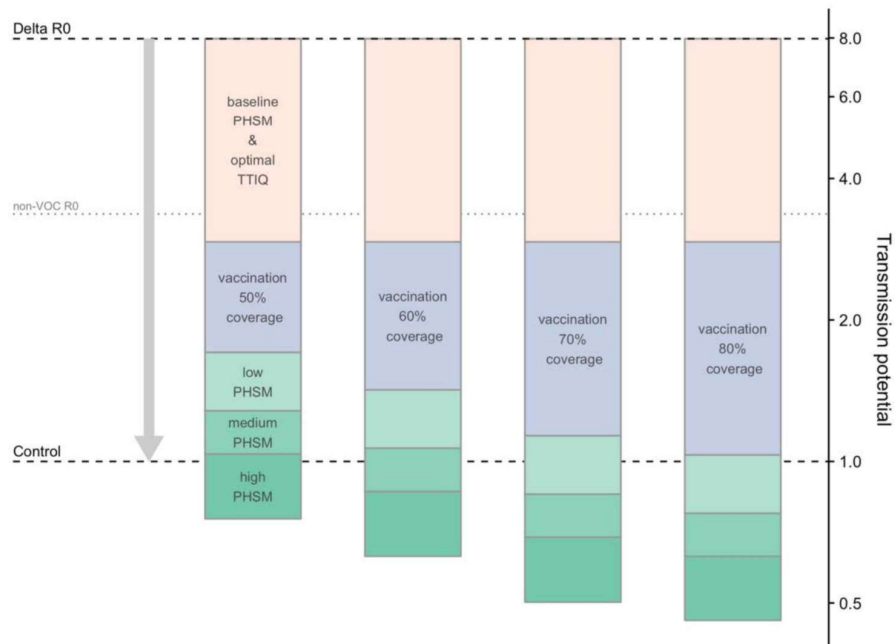 Delta R0
8.0
baseline
PHSM
&
optimal
TTIQ
6.0
4.0
non-VOC R0
vaccination
50%
coverage
vaccination
60%
coverage
vaccination
70%
coverage
vaccination
80%
coverage
2.0
low
PHSM
medium
PHSM
Control
high
PHSM
1.0
0.5
Transmission potential